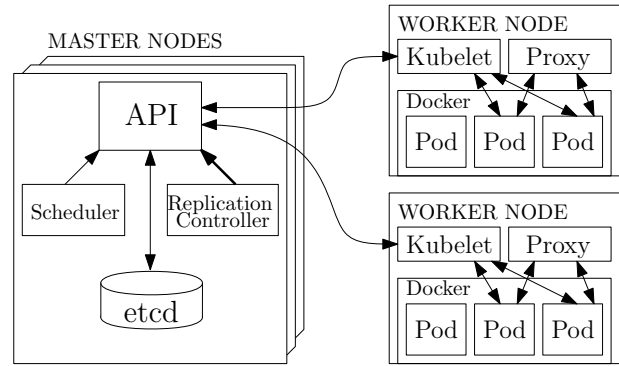 MASTER NODES
API
Scheduler
Replication
Controller
etcd
WORKER NODE
Kubelet
Proxy
Docker
Pod
Pod
Pod
WORKER NODE
Kubelet
Proxy
Docker
Pod
Pod
Pod